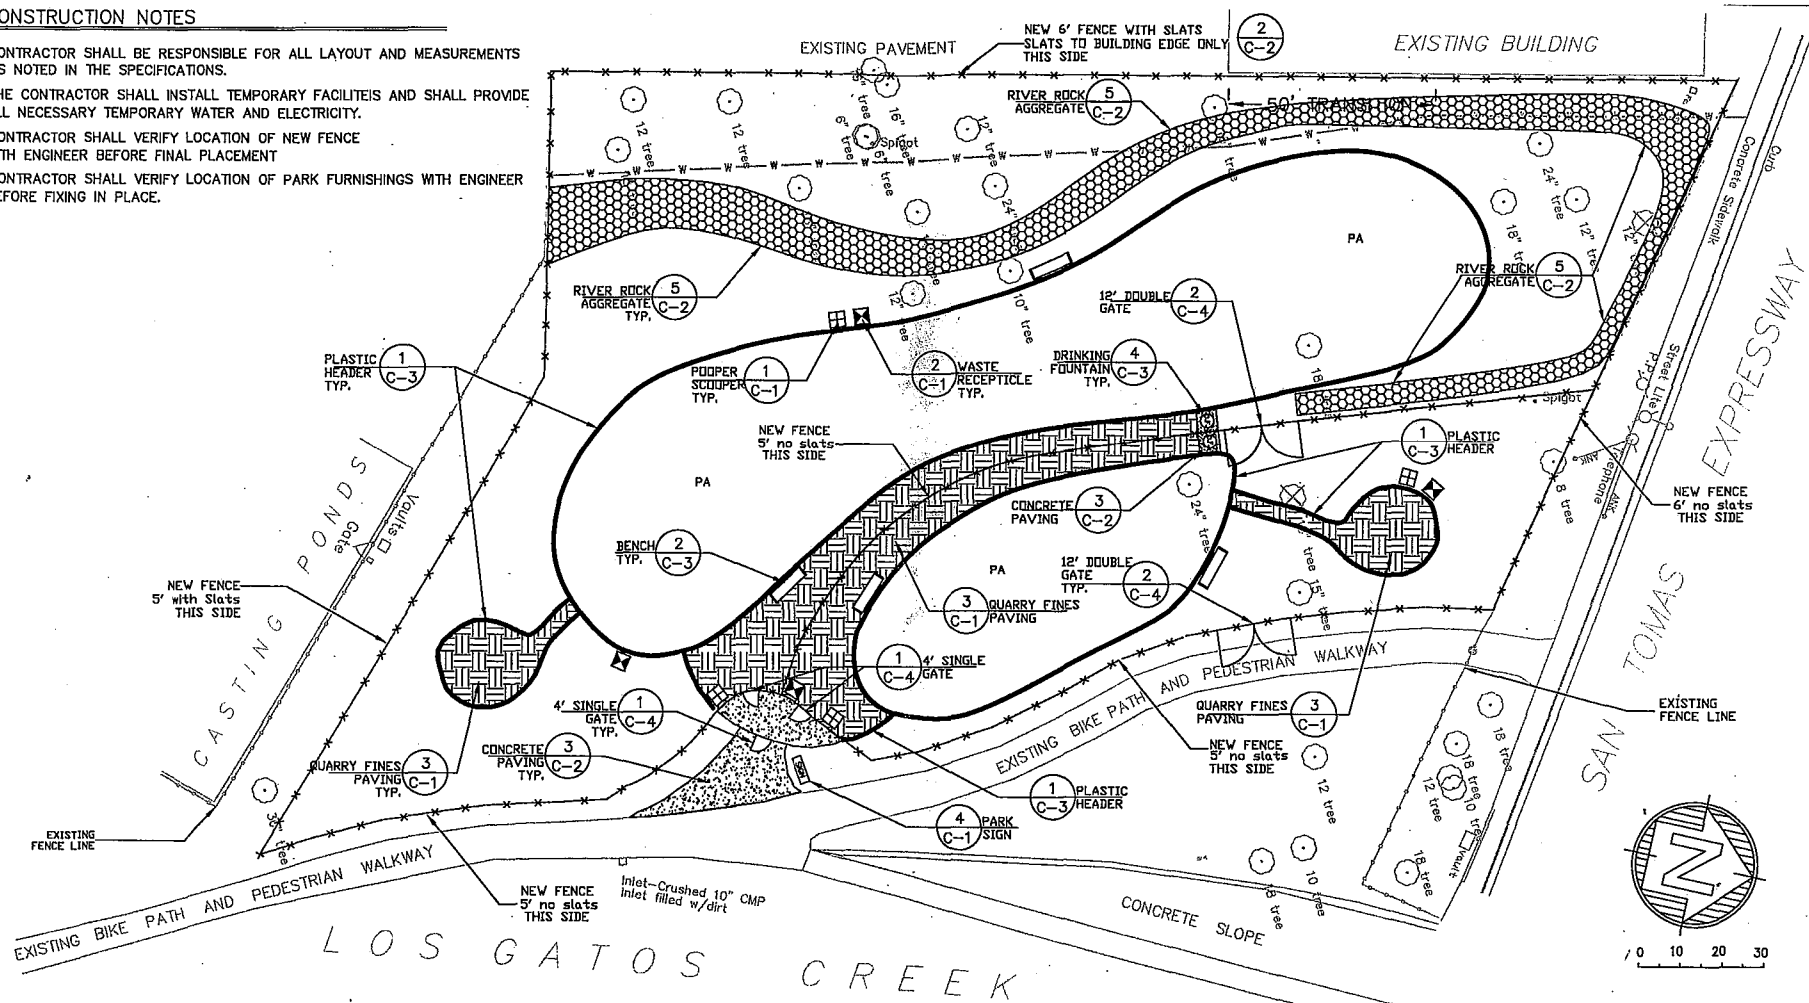 ONSTRUCTION NOTES
ONTRACTOR SHALL BE RESPONSIBLE FOR ALL LAYOUT AND MEASUREMENTS
S NOTED IN THE SPECIFICATIONS.
HE CONTRACTOR SHALL INSTALL TEMPORARY FACILITEIS AND SHALL PROVIDE
LL NECESSARY TEMPORARY WATER AND ELECTRICITY.
ONTRACTOR SHALL VERIFY LOCATION OF NEW FENCE
TH ENGINEER BEFORE FINAL PLACEMENT
ONTRACTOR SHALL VERIFY LOCATION OF PARK FURNISHINGS WITH ENGINEER
EFORE FIXING IN PLACE.
EXISTING PAVEMENT
NEW 6' FENCE WITH SLATS
SLATS TO BUILDING EDGE ONLY
THIS SIDE
2
C-2
EXISTING BUILDING
RIVER ROCK
AGGREGATE
5
C-2
50' TRANSITION
12 tree
12 tree
6" tree
16" tree
12" tree
Spigot
24" tree
24" tree
18" tree
12" tree
Curb
Concrete Sidewalk
PA
RIVER ROCK
AGGREGATE
TYP.
5
C-2
12" tree
10" tree
12' DOUBLE
GATE
2
C-4
RIVER ROCK
AGGREGATE
5
C-2
PLASTIC
HEADER
TYP.
1
C-3
POOPER
SCOOPER
TYP.
1
C-1
2
C-1
WASTE
RECEPTICLE
TYP.
DRINKING
FOUNTAIN
TYP.
4
C-3
Spigot
Street Lite
P.P.
SAN TOMAS EXPRESSWAY
NEW FENCE
5' no slats
THIS SIDE
1
C-3
PLASTIC
HEADER
Telephone
8 tree
NEW FENCE
6' no slats
THIS SIDE
PA
CONCRETE
PAVING
3
C-2
24" tree
CASTING PONDS
Vaults
Gate
BENCH
TYP.
2
C-3
PA
12' DOUBLE
GATE
TYP.
2
C-4
15" tree
NEW FENCE
5' with Slats
THIS SIDE
3
C-1
QUARRY FINES
PAVING
1
C-4
4' SINGLE
GATE
4' SINGLE
GATE
TYP.
1
C-4
EXISTING BIKE PATH AND PEDESTRIAN WALKWAY
QUARRY FINES
PAVING
3
C-1
EXISTING
FENCE LINE
QUARRY FINES
PAVING
TYP.
3
C-1
CONCRETE
PAVING
TYP.
3
C-2
NEW FENCE
5' no slats
THIS SIDE
SIGN
1
C-3
PLASTIC
HEADER
4
C-1
PARK
SIGN
EXISTING
FENCE LINE
36" tree
12 tree
18 tree
18 tree
12 tree
10 tree
vault
18 tree
10 tree
18 tree
EXISTING BIKE PATH AND PEDESTRIAN WALKWAY
NEW FENCE
5' no slats
THIS SIDE
Inlet-Crushed 10" CMP
Inlet filled w/dirt
CONCRETE SLOPE
LOS GATOS CREEK
N
0 10 20 30